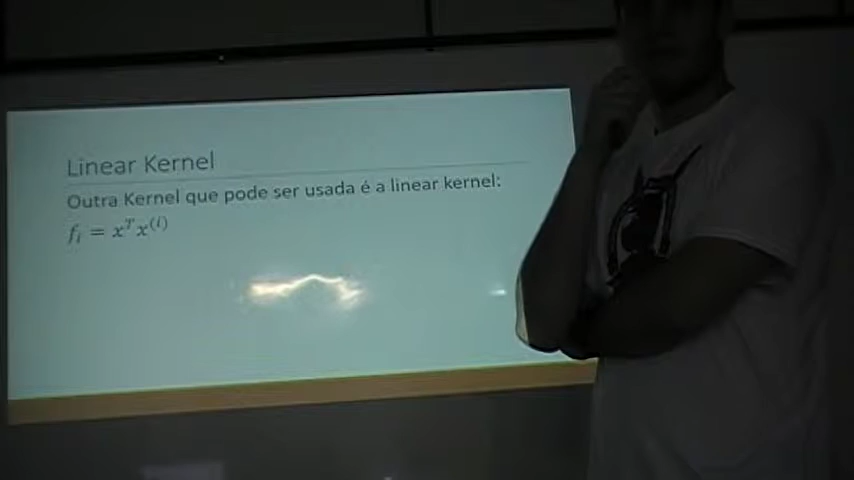 Linear Kernel
Outra Kernel que pode ser usada é a linear kernel:
fᵢ = xᵀx⁽ⁱ⁾